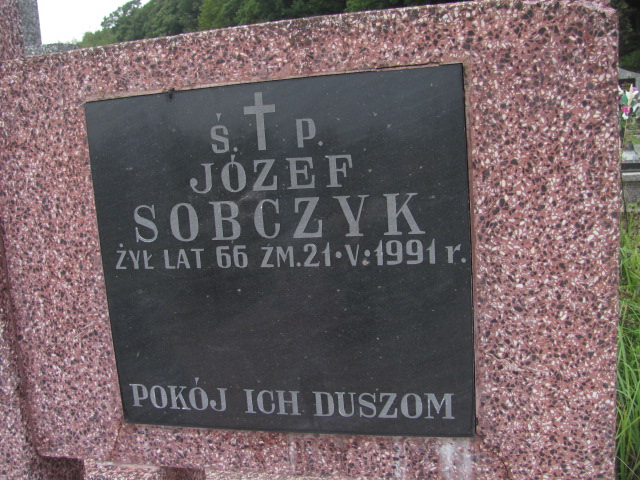 Ś. P.
JÓZEF
SOBCZYK
ŻYŁ LAT 66 ZM. 21·V.1991 r.
POKÓJ ICH DUSZOM